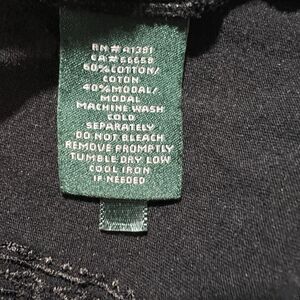 RN # 41381
CA # 66658
60% COTTON/
COTON
40% MODAL/
MODAL
MACHINE WASH
COLD
SEPARATELY
DO NOT BLEACH
REMOVE PROMPTLY
TUMBLE DRY LOW
COOL IRON
IF NEEDED